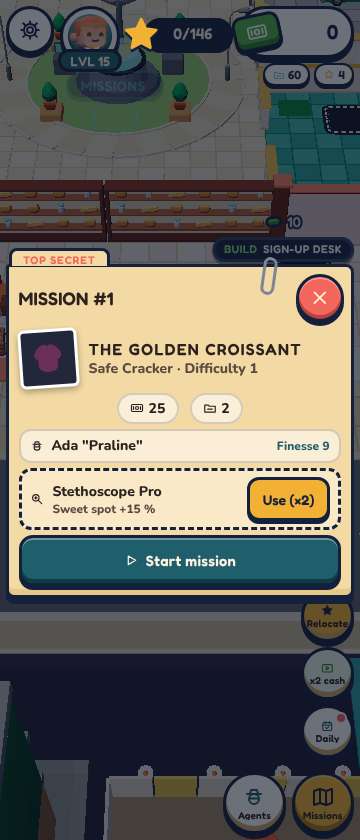 0/146
0
LVL 15
60
4
MISSIONS
10
BUILD SIGN-UP DESK
TOP SECRET
MISSION #1
THE GOLDEN CROISSANT
Safe Cracker · Difficulty 1
25
2
Ada "Praline"
Finesse 9
Stethoscope Pro
Sweet spot +15 %
Use (x2)
Start mission
Relocate
x2 cash
Daily
Agents
Missions